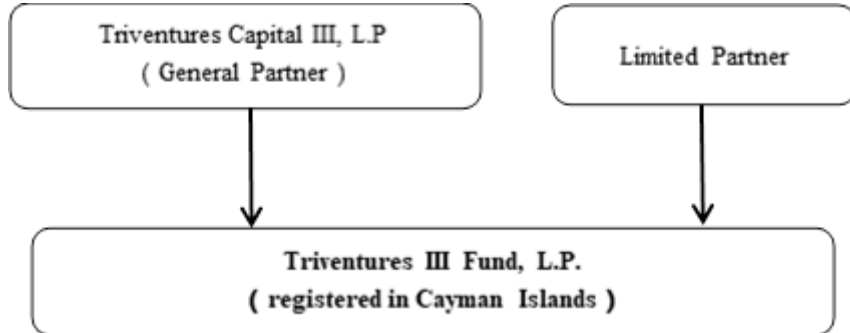 Triventures Capital III, L.P
( General Partner )
Limited Partner
Triventures III Fund, L.P.
( registered in Cayman Islands )